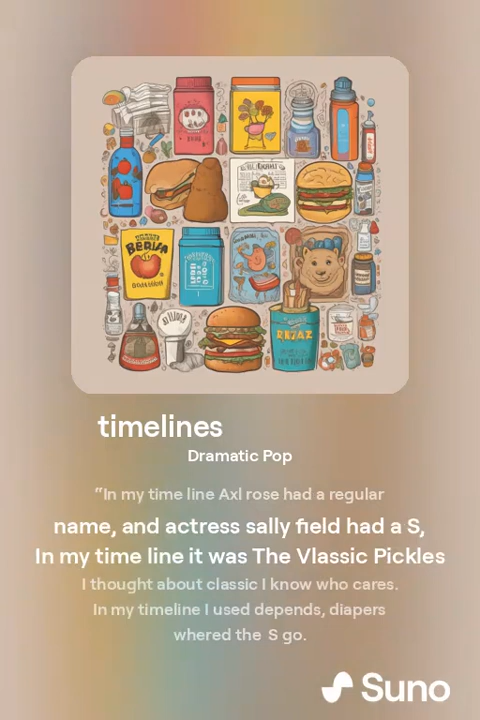 timelines
Dramatic Pop
"In my time line Axl rose had a regular
name, and actress sally field had a S,
In my time line it was The Vlassic Pickles
I thought about classic I know who cares.
In my timeline I used depends, diapers
whered the S go.
Suno